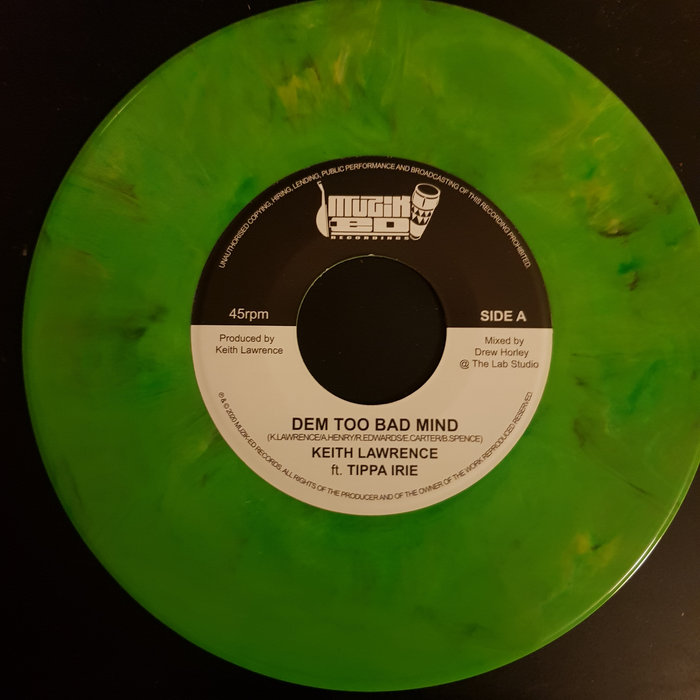 UNAUTHORISED COPYING, HIRING, LENDING, PUBLIC PERFORMANCE AND BROADCASTING OF THIS RECORDING PROHIBITED.
MUZIK
ED
RECORDINGS
45rpm
SIDE A
Produced by
Keith Lawrence
Mixed by
Drew Horley
@ The Lab Studio
DEM TOO BAD MIND
(K.LAWRENCE/A.HENRY/R.EDWARDS/E.CARTER/B.SPENCE)
KEITH LAWRENCE
ft. TIPPA IRIE
℗ & © 2020 MUZIK-ED RECORDS. ALL RIGHTS OF THE PRODUCER AND OF THE OWNER OF THE WORK REPRODUCED RESERVED